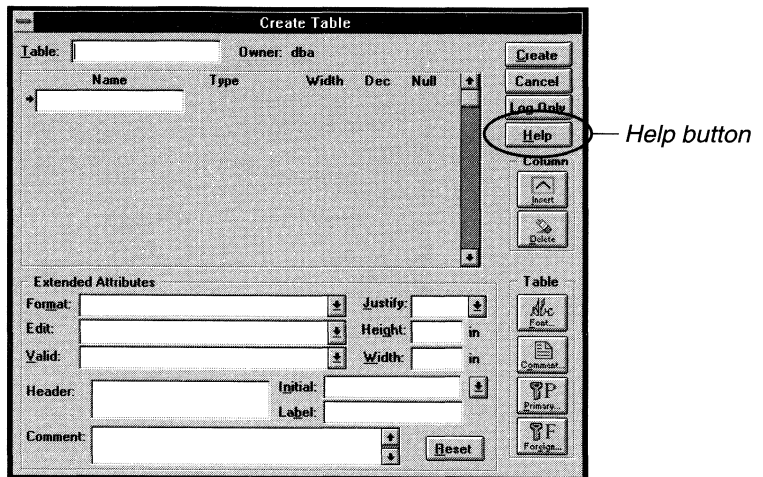 Create Table
Table:
Owner: dba
Create
Name Type Width Dec Null
Cancel
Log Only
Help
Help button
Column
Insert
Delete
Extended Attributes
Table
Format:
Justify:
Font...
Edit:
Height: in
Valid:
Width: in
Comment...
Header:
Initial:
Label:
P
Primary...
Comment:
Reset
F
Foreign...
Abc